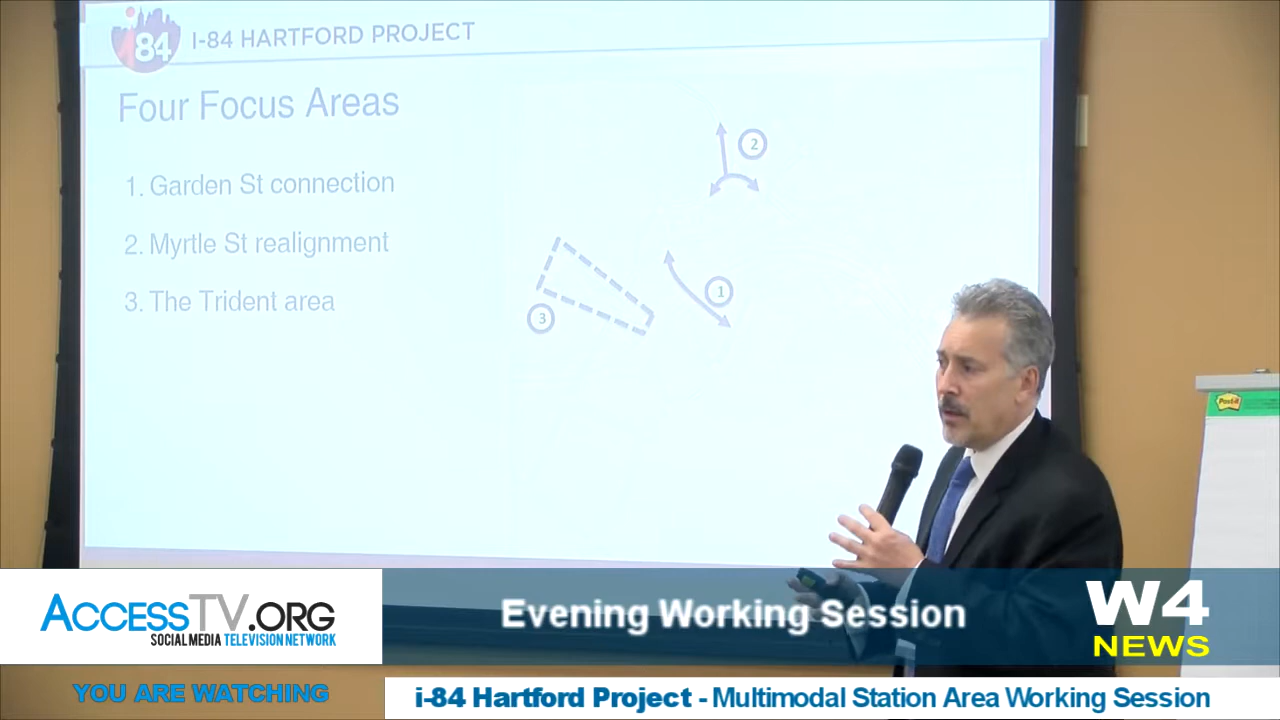 84
I-84 HARTFORD PROJECT
Four Focus Areas
1. Garden St connection
2. Myrtle St realignment
3. The Trident area
2
1
3
Post-it
ACCESSTV.ORG
SOCIAL MEDIA TELEVISION NETWORK
Evening Working Session
W4
NEWS
YOU ARE WATCHING
i-84 Hartford Project - Multimodal Station Area Working Session